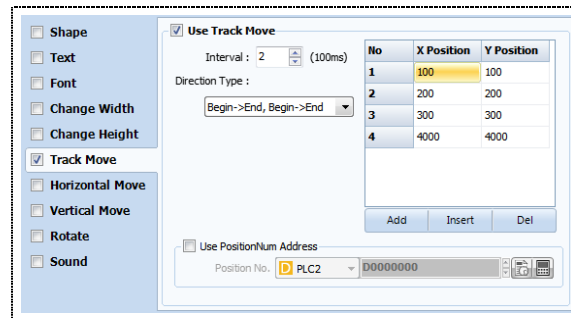 Shape
Text
Font
Change Width
Change Height
Track Move
Horizontal Move
Vertical Move
Rotate
Sound
Use Track Move
Interval : 2 (100ms)
Direction Type :
Begin->End, Begin->End
No X Position Y Position
1 100 100
2 200 200
3 300 300
4 4000 4000
Add Insert Del
Use PositionNum Address
Position No. D PLC2 D0000000